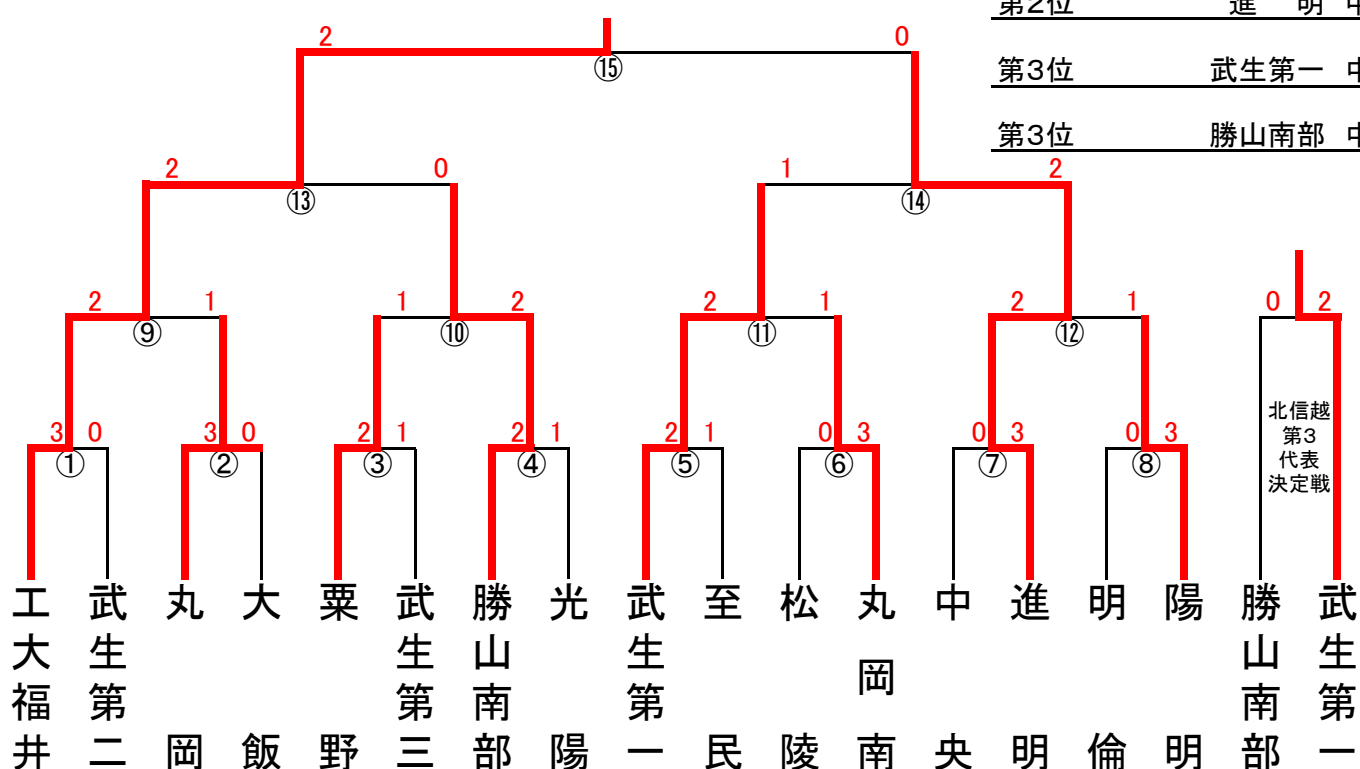 第2位 進 明 中
2 0
⑮
第3位 武生第一 中
第3位 勝山南部 中
2 0 1 2
⑬ ⑭
2 1 1 2 2 1 2 1 0 2
⑨ ⑩ ⑪ ⑫
北信越
第3
代表
決定戦
3 0 3 0 2 1 2 1 2 1 0 3 0 3 0 3
① ② ③ ④ ⑤ ⑥ ⑦ ⑧
工大福井
武生第二
丸岡
大飯
粟野
武生第三
勝山南部
光陽
武生第一
至民
松陵
丸岡南
中央
進明
明倫
陽明
勝山南部
武生第一